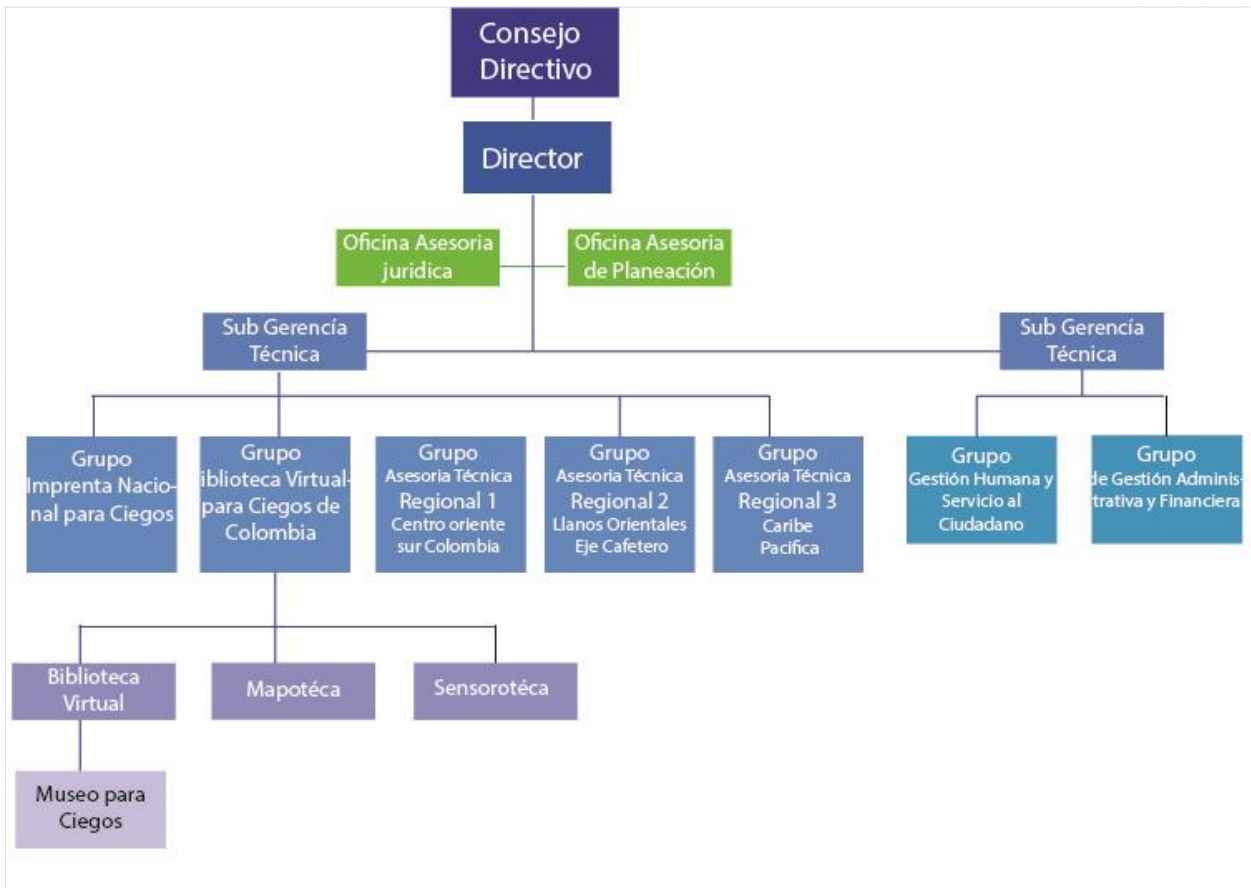 Consejo
Directivo
Director
Oficina Asesoria
juridica
Oficina Asesoria
de Planeación
Sub Gerencía
Técnica
Sub Gerencía
Técnica
Grupo
Imprenta Nacio-
nal para Ciegos
Grupo
iblioteca Virtual-
para Ciegos de
Colombia
Grupo
Asesoria Técnica
Regional 1
Centro oriente
sur Colombia
Grupo
Asesoria Técnica
Regional 2
Llanos Orientales
Eje Cafetero
Grupo
Asesoria Técnica
Regional 3
Caribe
Pacifica
Grupo
Gestión Humana y
Servicio al
Ciudadano
Grupo
de Gestión Adminis-
trativa y Financiera
Biblioteca
Virtual
Mapotéca
Sensorotéca
Museo para
Ciegos